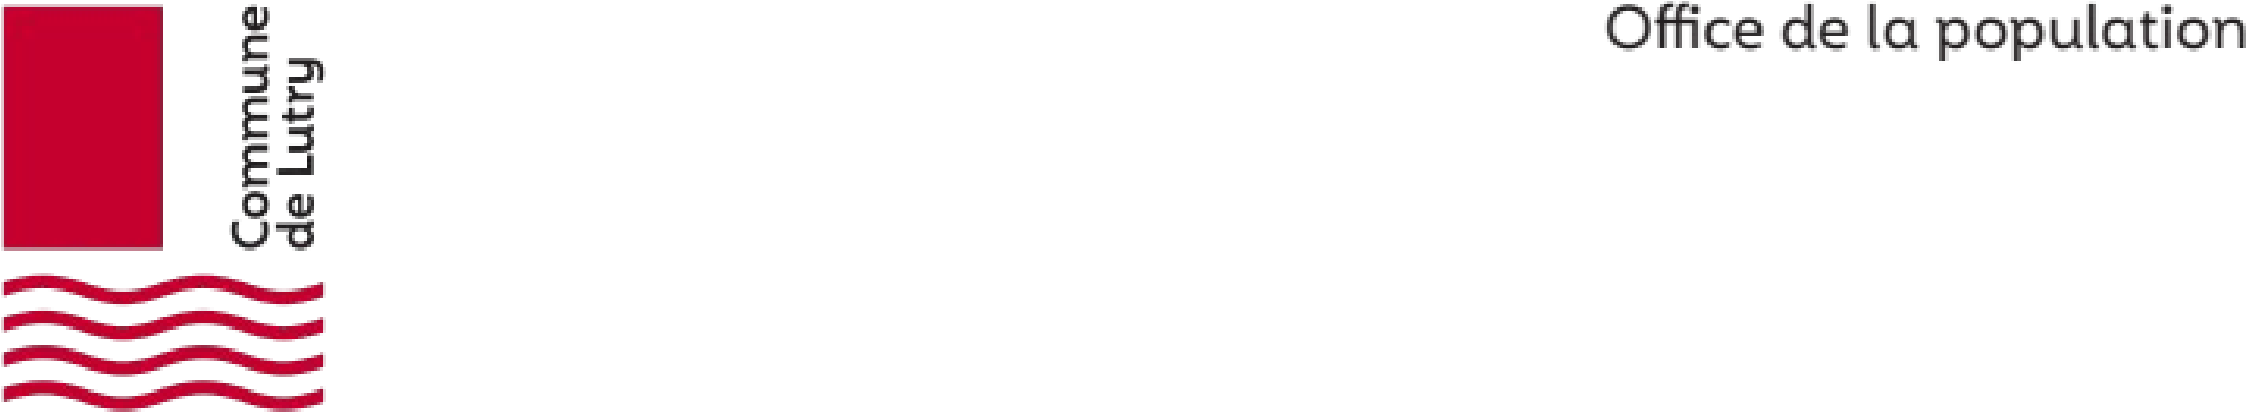 Commune
de Lutry
Office de la population